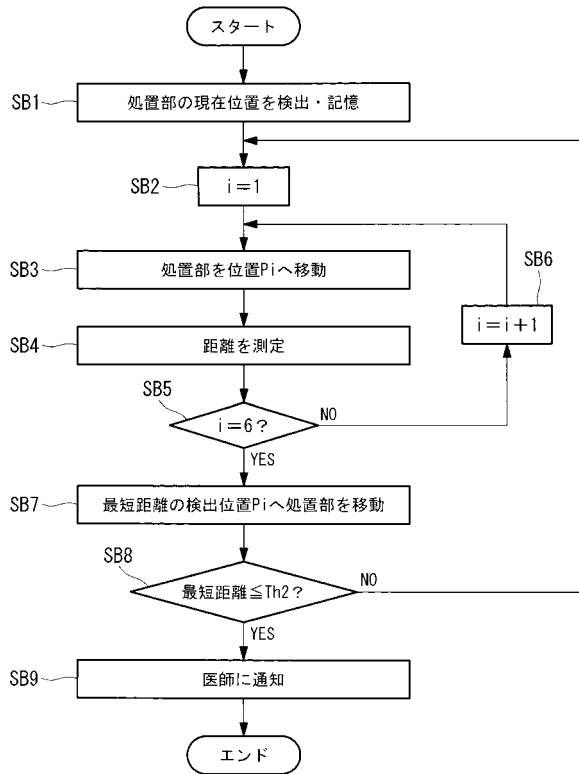 スタート
SB1
処置部の現在位置を検出・記憶
SB2
i=1
SB3
処置部を位置Piへ移動
SB6
i=i+1
SB4
距離を測定
SB5
i=6?
NO
YES
SB7
最短距離の検出位置Piへ処置部を移動
SB8
最短距離≦Th2?
NO
YES
SB9
医師に通知
エンド